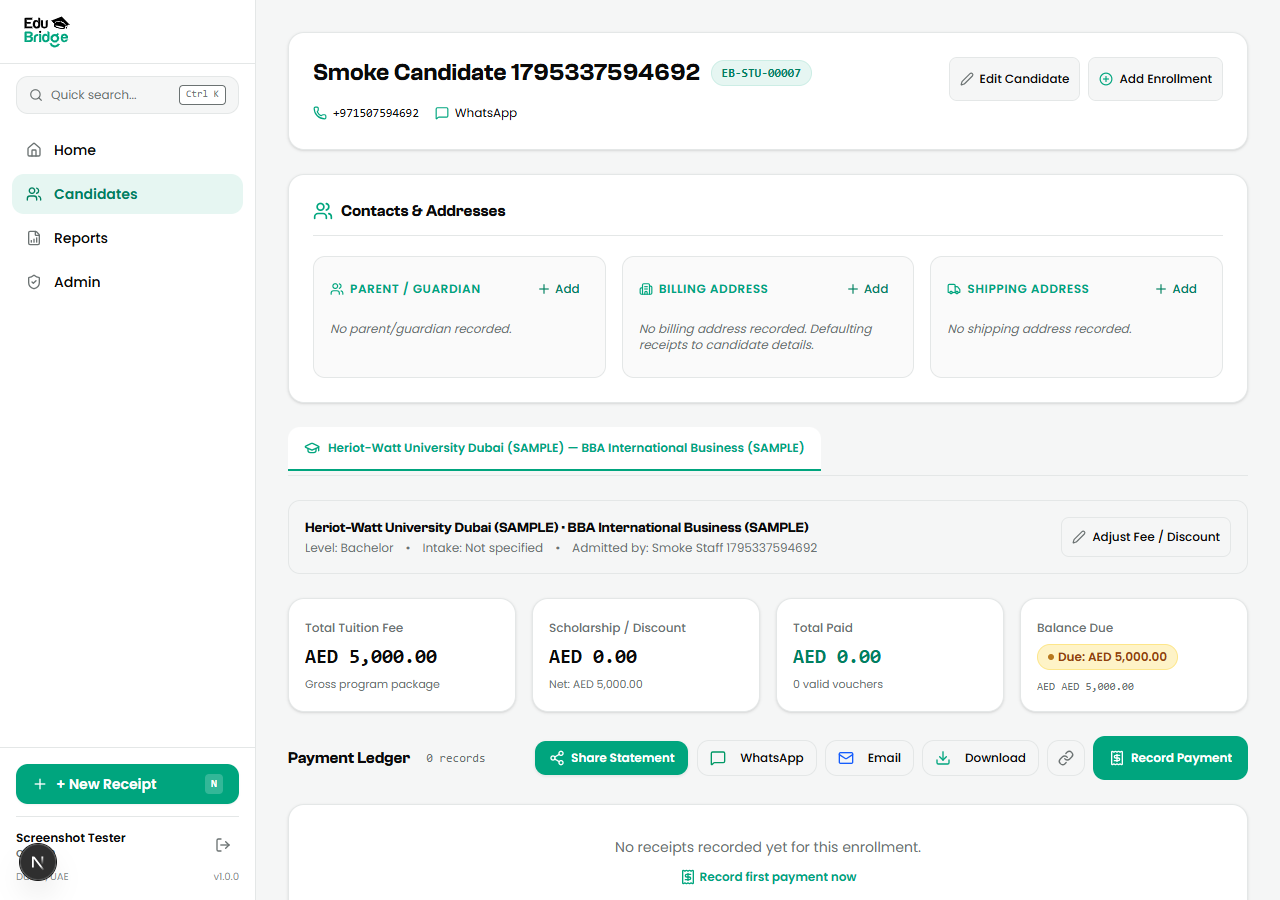 Edu
Bridge
Quick search...
Ctrl K
Home
Candidates
Reports
Admin
+ New Receipt
N
Screenshot Tester
N
UAE
v1.0.0
Smoke Candidate 1795337594692
EB-STU-00007
Edit Candidate
Add Enrollment
+971507594692
WhatsApp
Contacts & Addresses
PARENT / GUARDIAN
Add
No parent/guardian recorded.
BILLING ADDRESS
Add
No billing address recorded. Defaulting
receipts to candidate details.
SHIPPING ADDRESS
Add
No shipping address recorded.
Heriot-Watt University Dubai (SAMPLE) — BBA International Business (SAMPLE)
Heriot-Watt University Dubai (SAMPLE) · BBA International Business (SAMPLE)
Level: Bachelor • Intake: Not specified • Admitted by: Smoke Staff 1795337594692
Adjust Fee / Discount
Total Tuition Fee
AED 5,000.00
Gross program package
Scholarship / Discount
AED 0.00
Net: AED 5,000.00
Total Paid
AED 0.00
0 valid vouchers
Balance Due
Due: AED 5,000.00
AED AED 5,000.00
Payment Ledger
0 records
Share Statement
WhatsApp
Email
Download
Record Payment
No receipts recorded yet for this enrollment.
Record first payment now